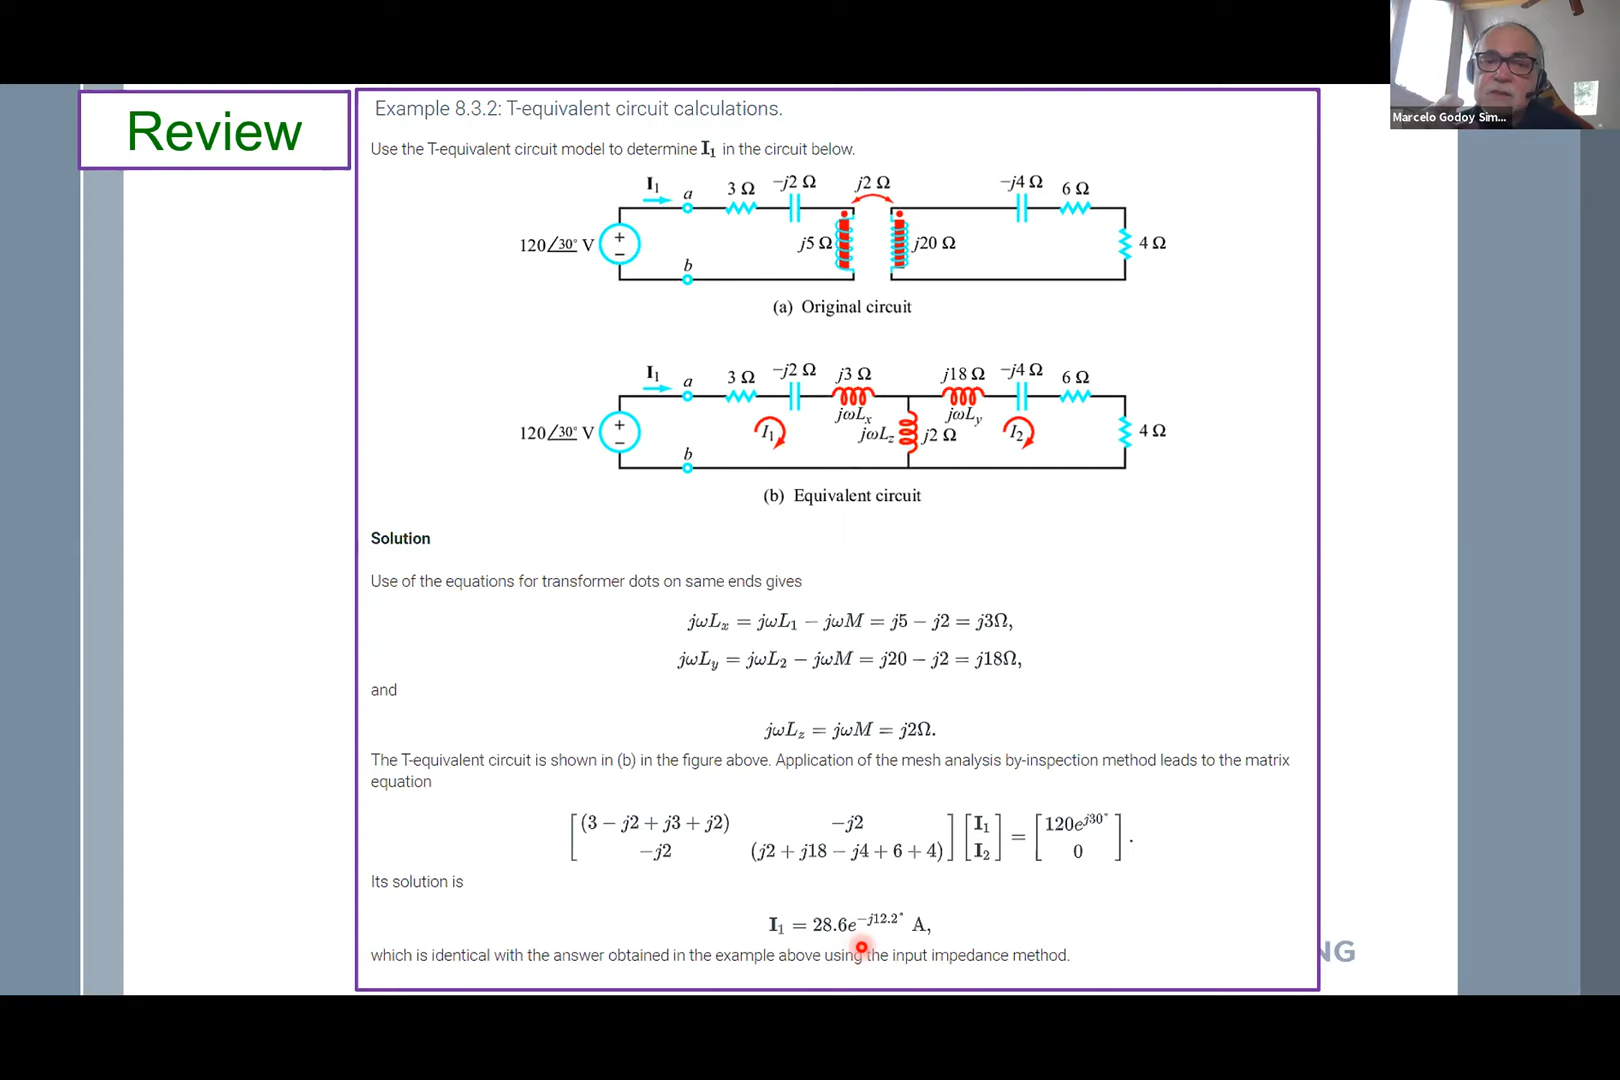 Marcelo Godoy Sim...
Review
Example 8.3.2: T-equivalent circuit calculations.
Use the T-equivalent circuit model to determine I₁ in the circuit below.
I₁ a 3 Ω −j2 Ω j2 Ω −j4 Ω 6 Ω
120∠30° V + − j5 Ω j20 Ω 4 Ω
b
(a) Original circuit
I₁ a 3 Ω −j2 Ω j3 Ω j18 Ω −j4 Ω 6 Ω
jωLₓ jωL_y
120∠30° V + − I₁ jωL_z j2 Ω I₂ 4 Ω
b
(b) Equivalent circuit
Solution
Use of the equations for transformer dots on same ends gives
jωLₓ = jωL₁ − jωM = j5 − j2 = j3Ω,
jωL_y = jωL₂ − jωM = j20 − j2 = j18Ω,
and
jωL_z = jωM = j2Ω.
The T-equivalent circuit is shown in (b) in the figure above. Application of the mesh analysis by-inspection method leads to the matrix
equation
[(3 − j2 + j3 + j2) −j2] [I₁] = [120e^{j30°}]
[−j2 (j2 + j18 − j4 + 6 + 4)] [I₂] [0] .
Its solution is
I₁ = 28.6e^{−j12.2°} A,
which is identical with the answer obtained in the example above using the input impedance method.
NG